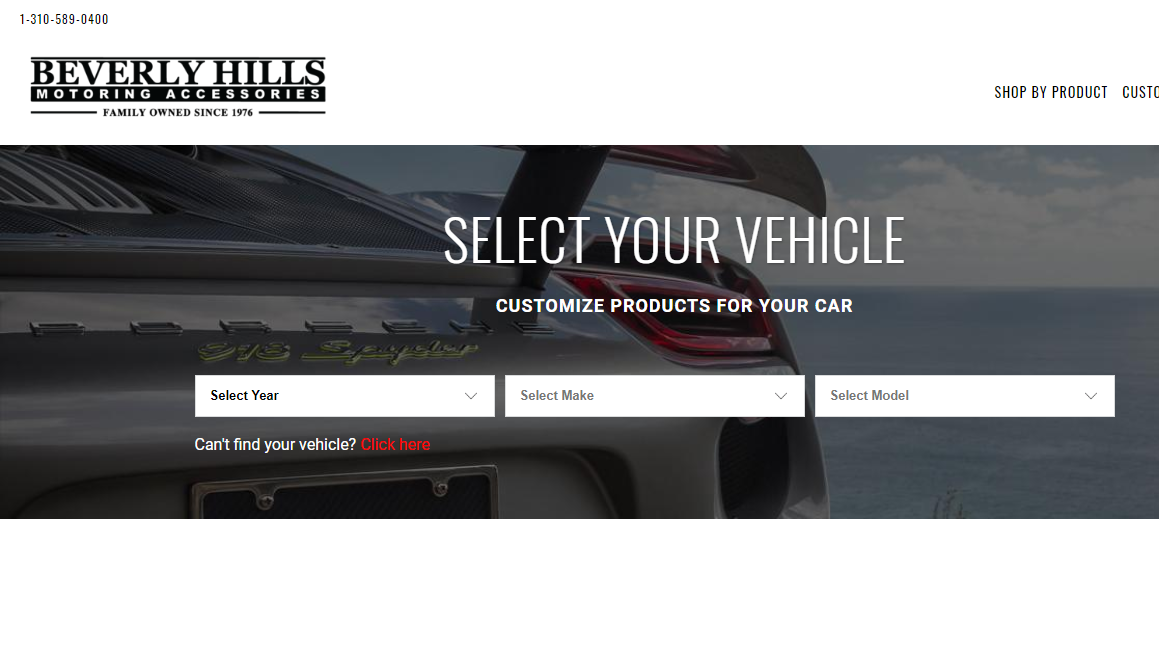 1-310-589-0400
BEVERLY HILLS
MOTORING ACCESSORIES
FAMILY OWNED SINCE 1976
SHOP BY PRODUCT CUSTO
SELECT YOUR VEHICLE
CUSTOMIZE PRODUCTS FOR YOUR CAR
PORSCHE
918 Spyder
Select Year
Select Make
Select Model
Can't find your vehicle? Click here